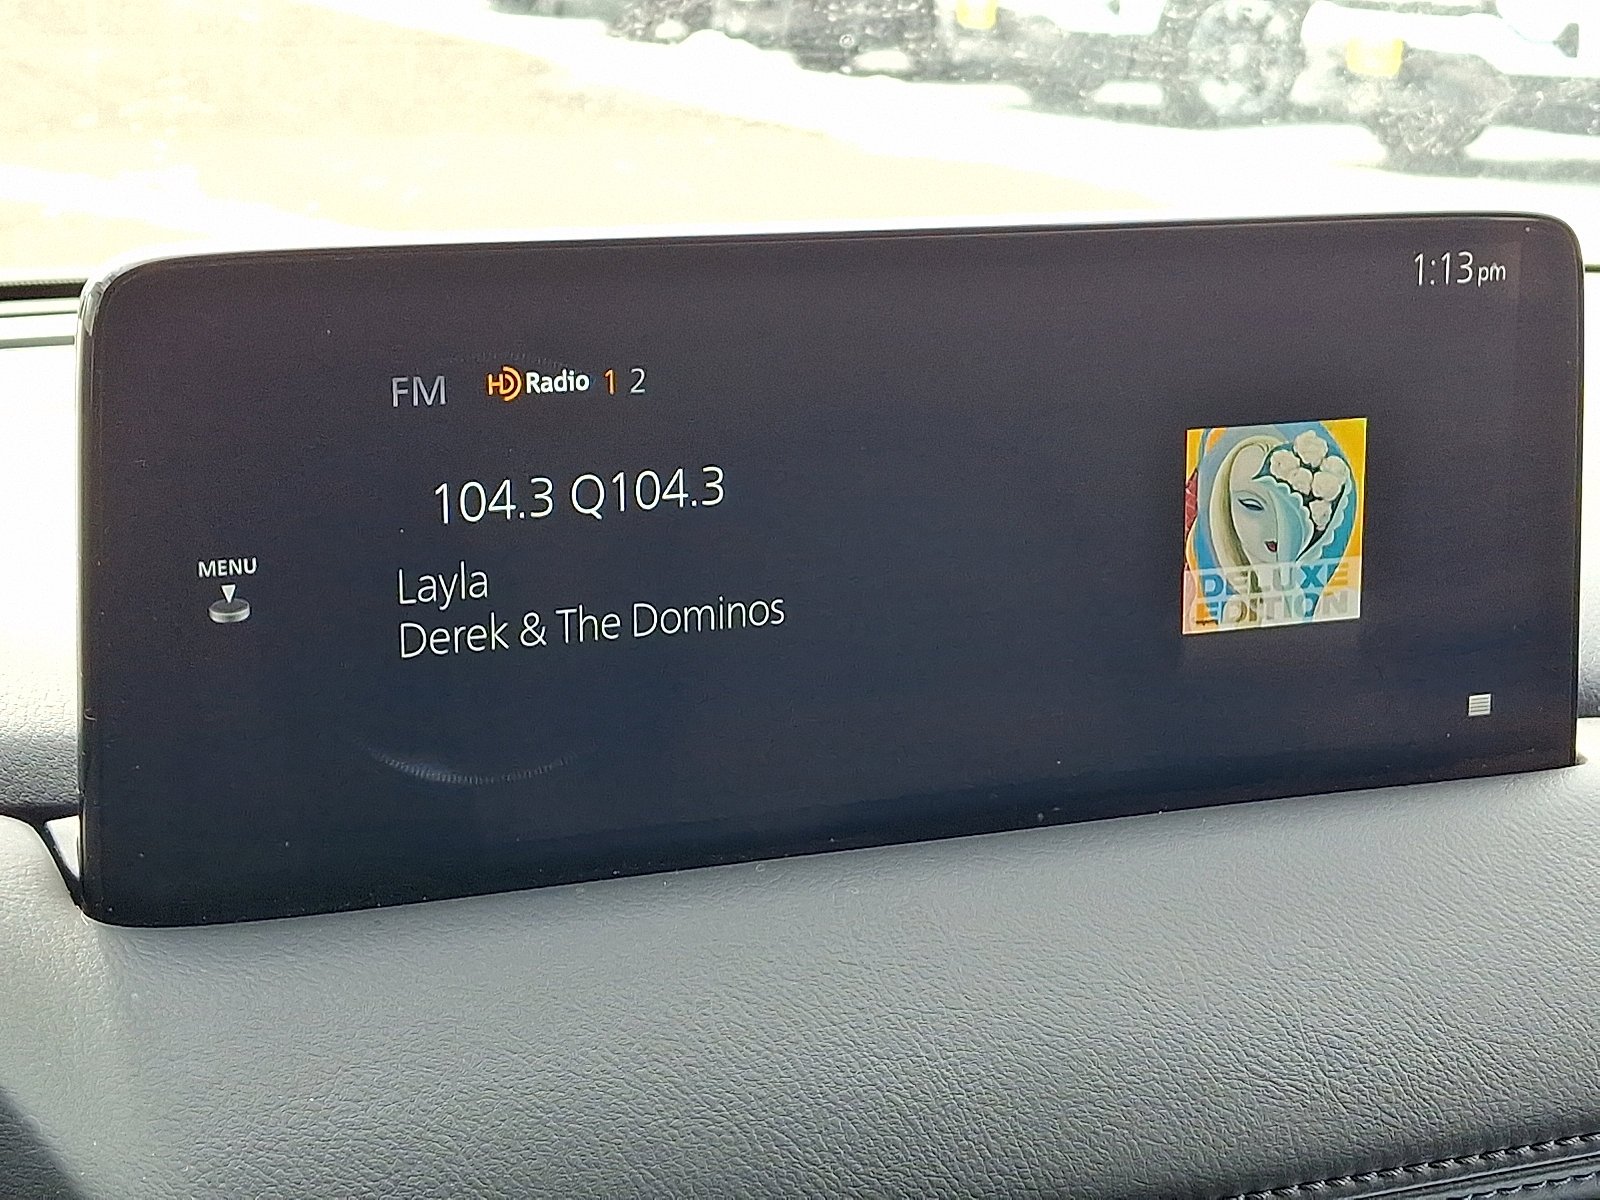 1:13pm
FM HD Radio 1 2
104.3 Q104.3
MENU
Layla
Derek & The Dominos
DELUXE
EDITION